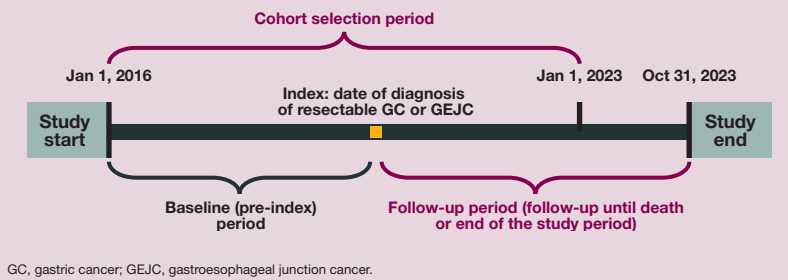 Cohort selection period
Jan 1, 2016
Jan 1, 2023
Oct 31, 2023
Index: date of diagnosis
of resectable GC or GEJC
Study
start
Study
end
Baseline (pre-index)
period
Follow-up period (follow-up until death
or end of the study period)
GC, gastric cancer; GEJC, gastroesophageal junction cancer.